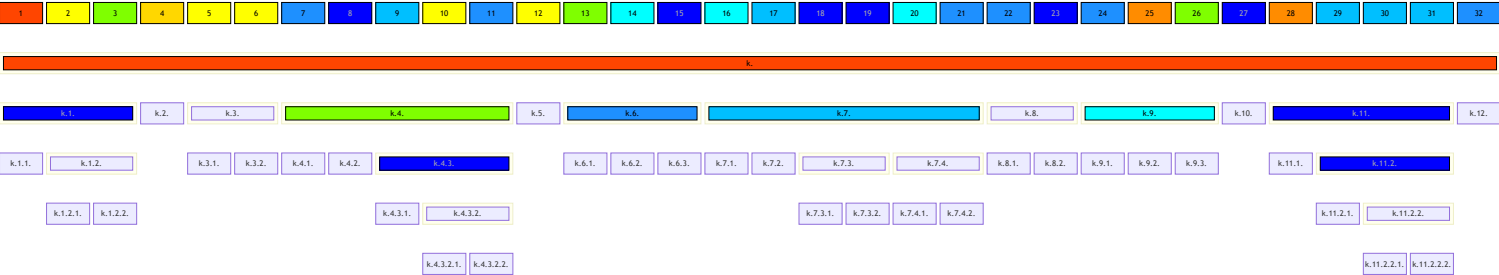 1 2 3 4 5 6 7 8 9 10 11 12 13 14 15 16 17 18 19 20 21 22 23 24 25 26 27 28 29 30 31 32
k.
k.1. k.2. k.3. k.4. k.5. k.6. k.7. k.8. k.9. k.10. k.11. k.12.
k.1.1. k.1.2. k.3.1. k.3.2. k.4.1. k.4.2. k.4.3. k.6.1. k.6.2. k.6.3. k.7.1. k.7.2. k.7.3. k.7.4. k.8.1. k.8.2. k.9.1. k.9.2. k.9.3. k.11.1. k.11.2.
k.1.2.1. k.1.2.2. k.4.3.1. k.4.3.2. k.7.3.1. k.7.3.2. k.7.4.1. k.7.4.2. k.11.2.1. k.11.2.2.
k.4.3.2.1. k.4.3.2.2. k.11.2.2.1. k.11.2.2.2.